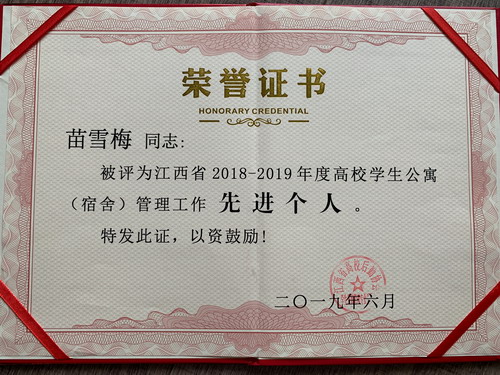 荣誉证书
HONORARY CREDENTIAL
苗雪梅 同志:
被评为江西省2018-2019年度高校学生公寓
（宿舍）管理工作 先进个人。
特发此证，以资鼓励!
二〇一九年六月